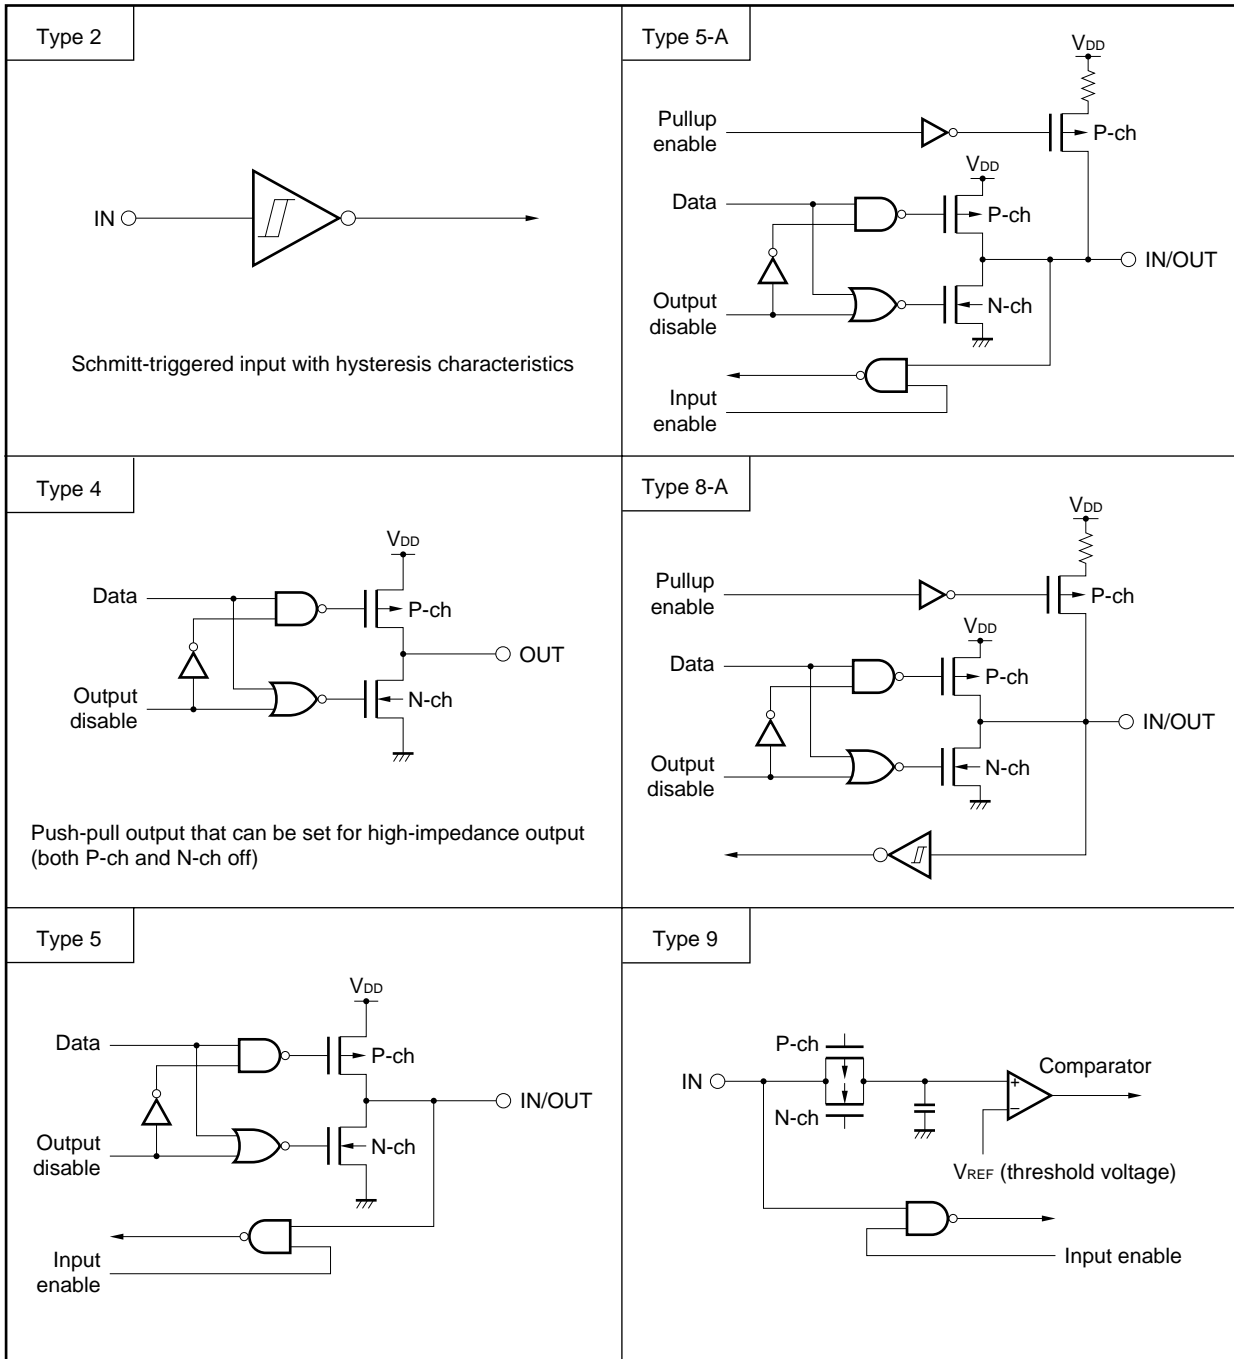 Type 2
IN
Schmitt-triggered input with hysteresis characteristics
Type 5-A
VDD
Pullup
enable
P-ch
VDD
Data
P-ch
IN/OUT
Output
disable
N-ch
Input
enable
Type 4
VDD
Data
P-ch
OUT
Output
disable
N-ch
Push-pull output that can be set for high-impedance output
(both P-ch and N-ch off)
Type 8-A
VDD
Pullup
enable
P-ch
VDD
Data
P-ch
IN/OUT
Output
disable
N-ch
Type 5
VDD
Data
P-ch
IN/OUT
Output
disable
N-ch
Input
enable
Type 9
P-ch
Comparator
IN
+
−
N-ch
VREF (threshold voltage)
Input enable